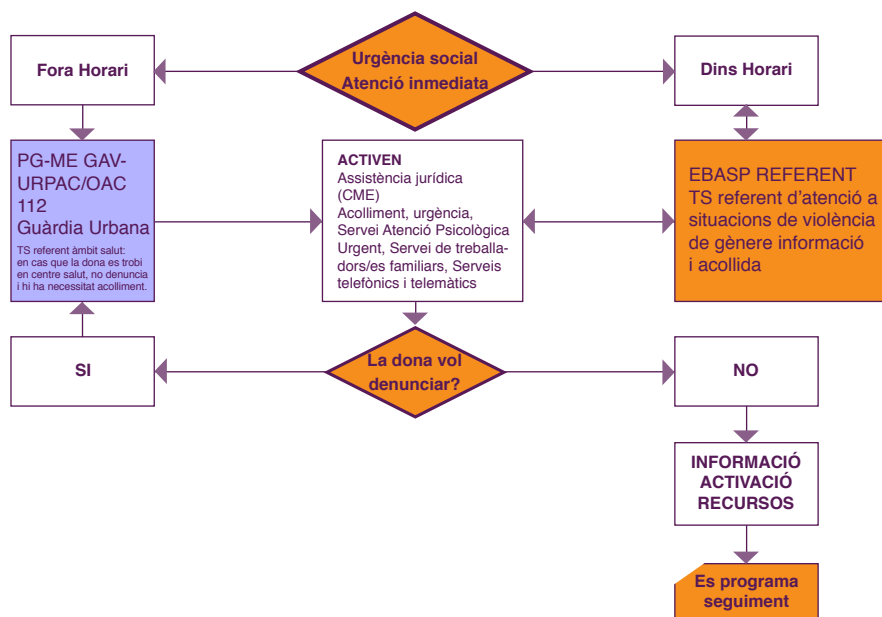 Fora Horari
Urgència social
Atenció inmediata
Dins Horari
PG-ME GAV-
URPAC/OAC
112
Guàrdia Urbana
TS referent àmbit salut:
en cas que la dona es trobi
en centre salut, no denuncia
i hi ha necessitat acolliment.
ACTIVEN
Assistència jurídica
(CME)
Acolliment, urgència,
Servei Atenció Psicològica
Urgent, Servei de treballa-
dors/es familiars, Serveis
telefònics i telemàtics
EBASP REFERENT
TS referent d'atenció a
situacions de violència
de gènere informació
i acollida
SI
La dona vol
denunciar?
NO
INFORMACIÓ
ACTIVACIÓ
RECURSOS
Es programa
seguiment